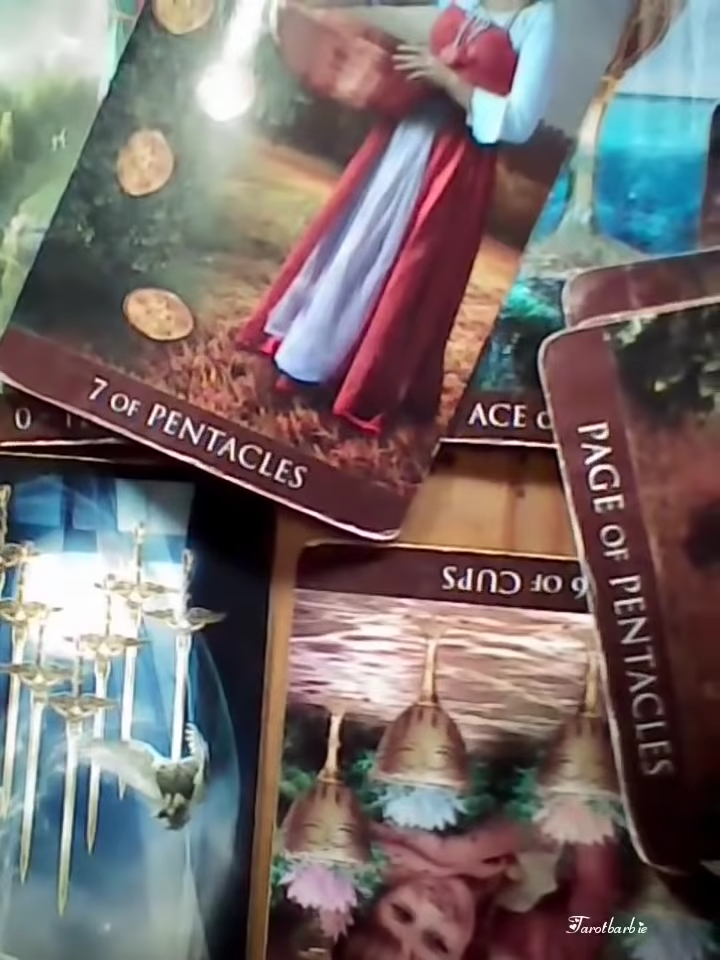 7 OF PENTACLES
ACE
PAGE OF PENTACLES
6 OF CUPS
Tarotbarbie